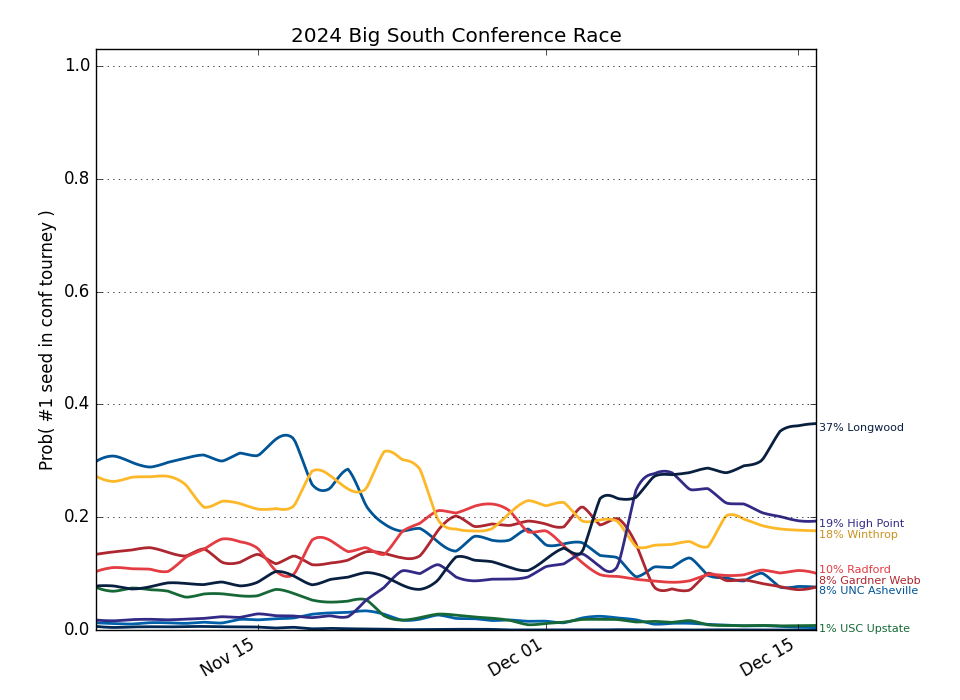 2024 Big South Conference Race
Prob( #1 seed in conf tourney )
1.0
0.8
0.6
0.4
0.2
0.0
Nov 15
Dec 01
Dec 15
37% Longwood
19% High Point
18% Winthrop
10% Radford
8% Gardner Webb
8% UNC Asheville
1% USC Upstate